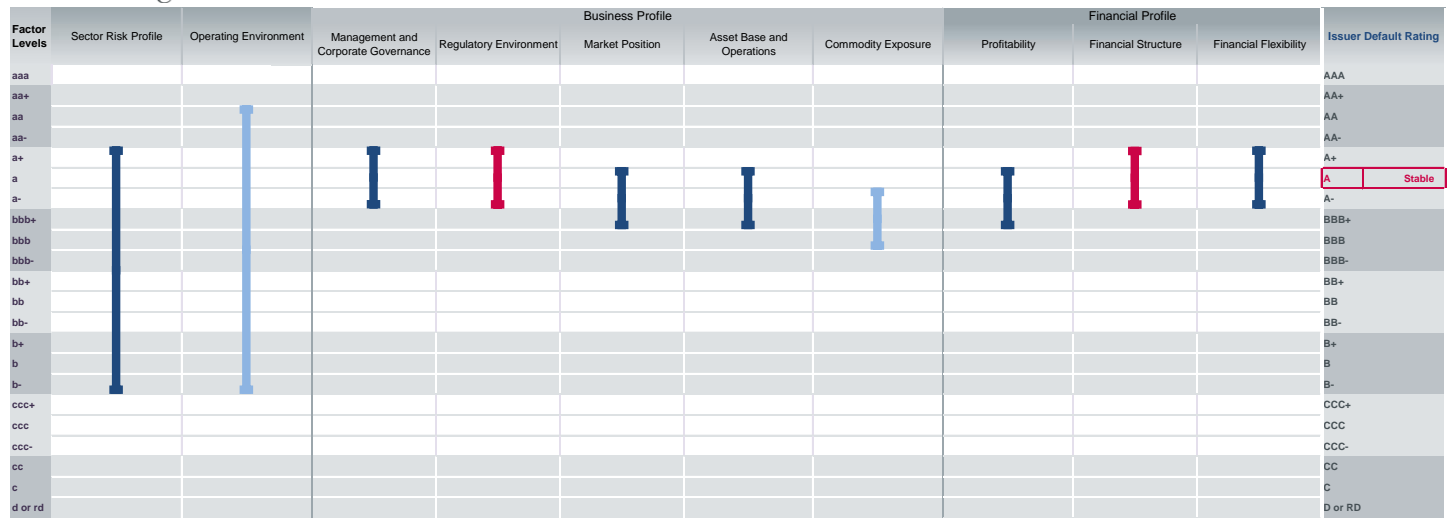 Business Profile Financial Profile
Factor Levels Sector Risk Profile Operating Environment Management and Corporate Governance Regulatory Environment Market Position Asset Base and Operations Commodity Exposure Profitability Financial Structure Financial Flexibility Issuer Default Rating
aaa AAA
aa+ AA+
aa AA
aa- AA-
a+ A+
a A Stable
a- A-
bbb+ BBB+
bbb BBB
bbb- BBB-
bb+ BB+
bb BB
bb- BB-
b+ B+
b B
b- B-
ccc+ CCC+
ccc CCC
ccc- CCC-
cc CC
c C
d or rd D or RD